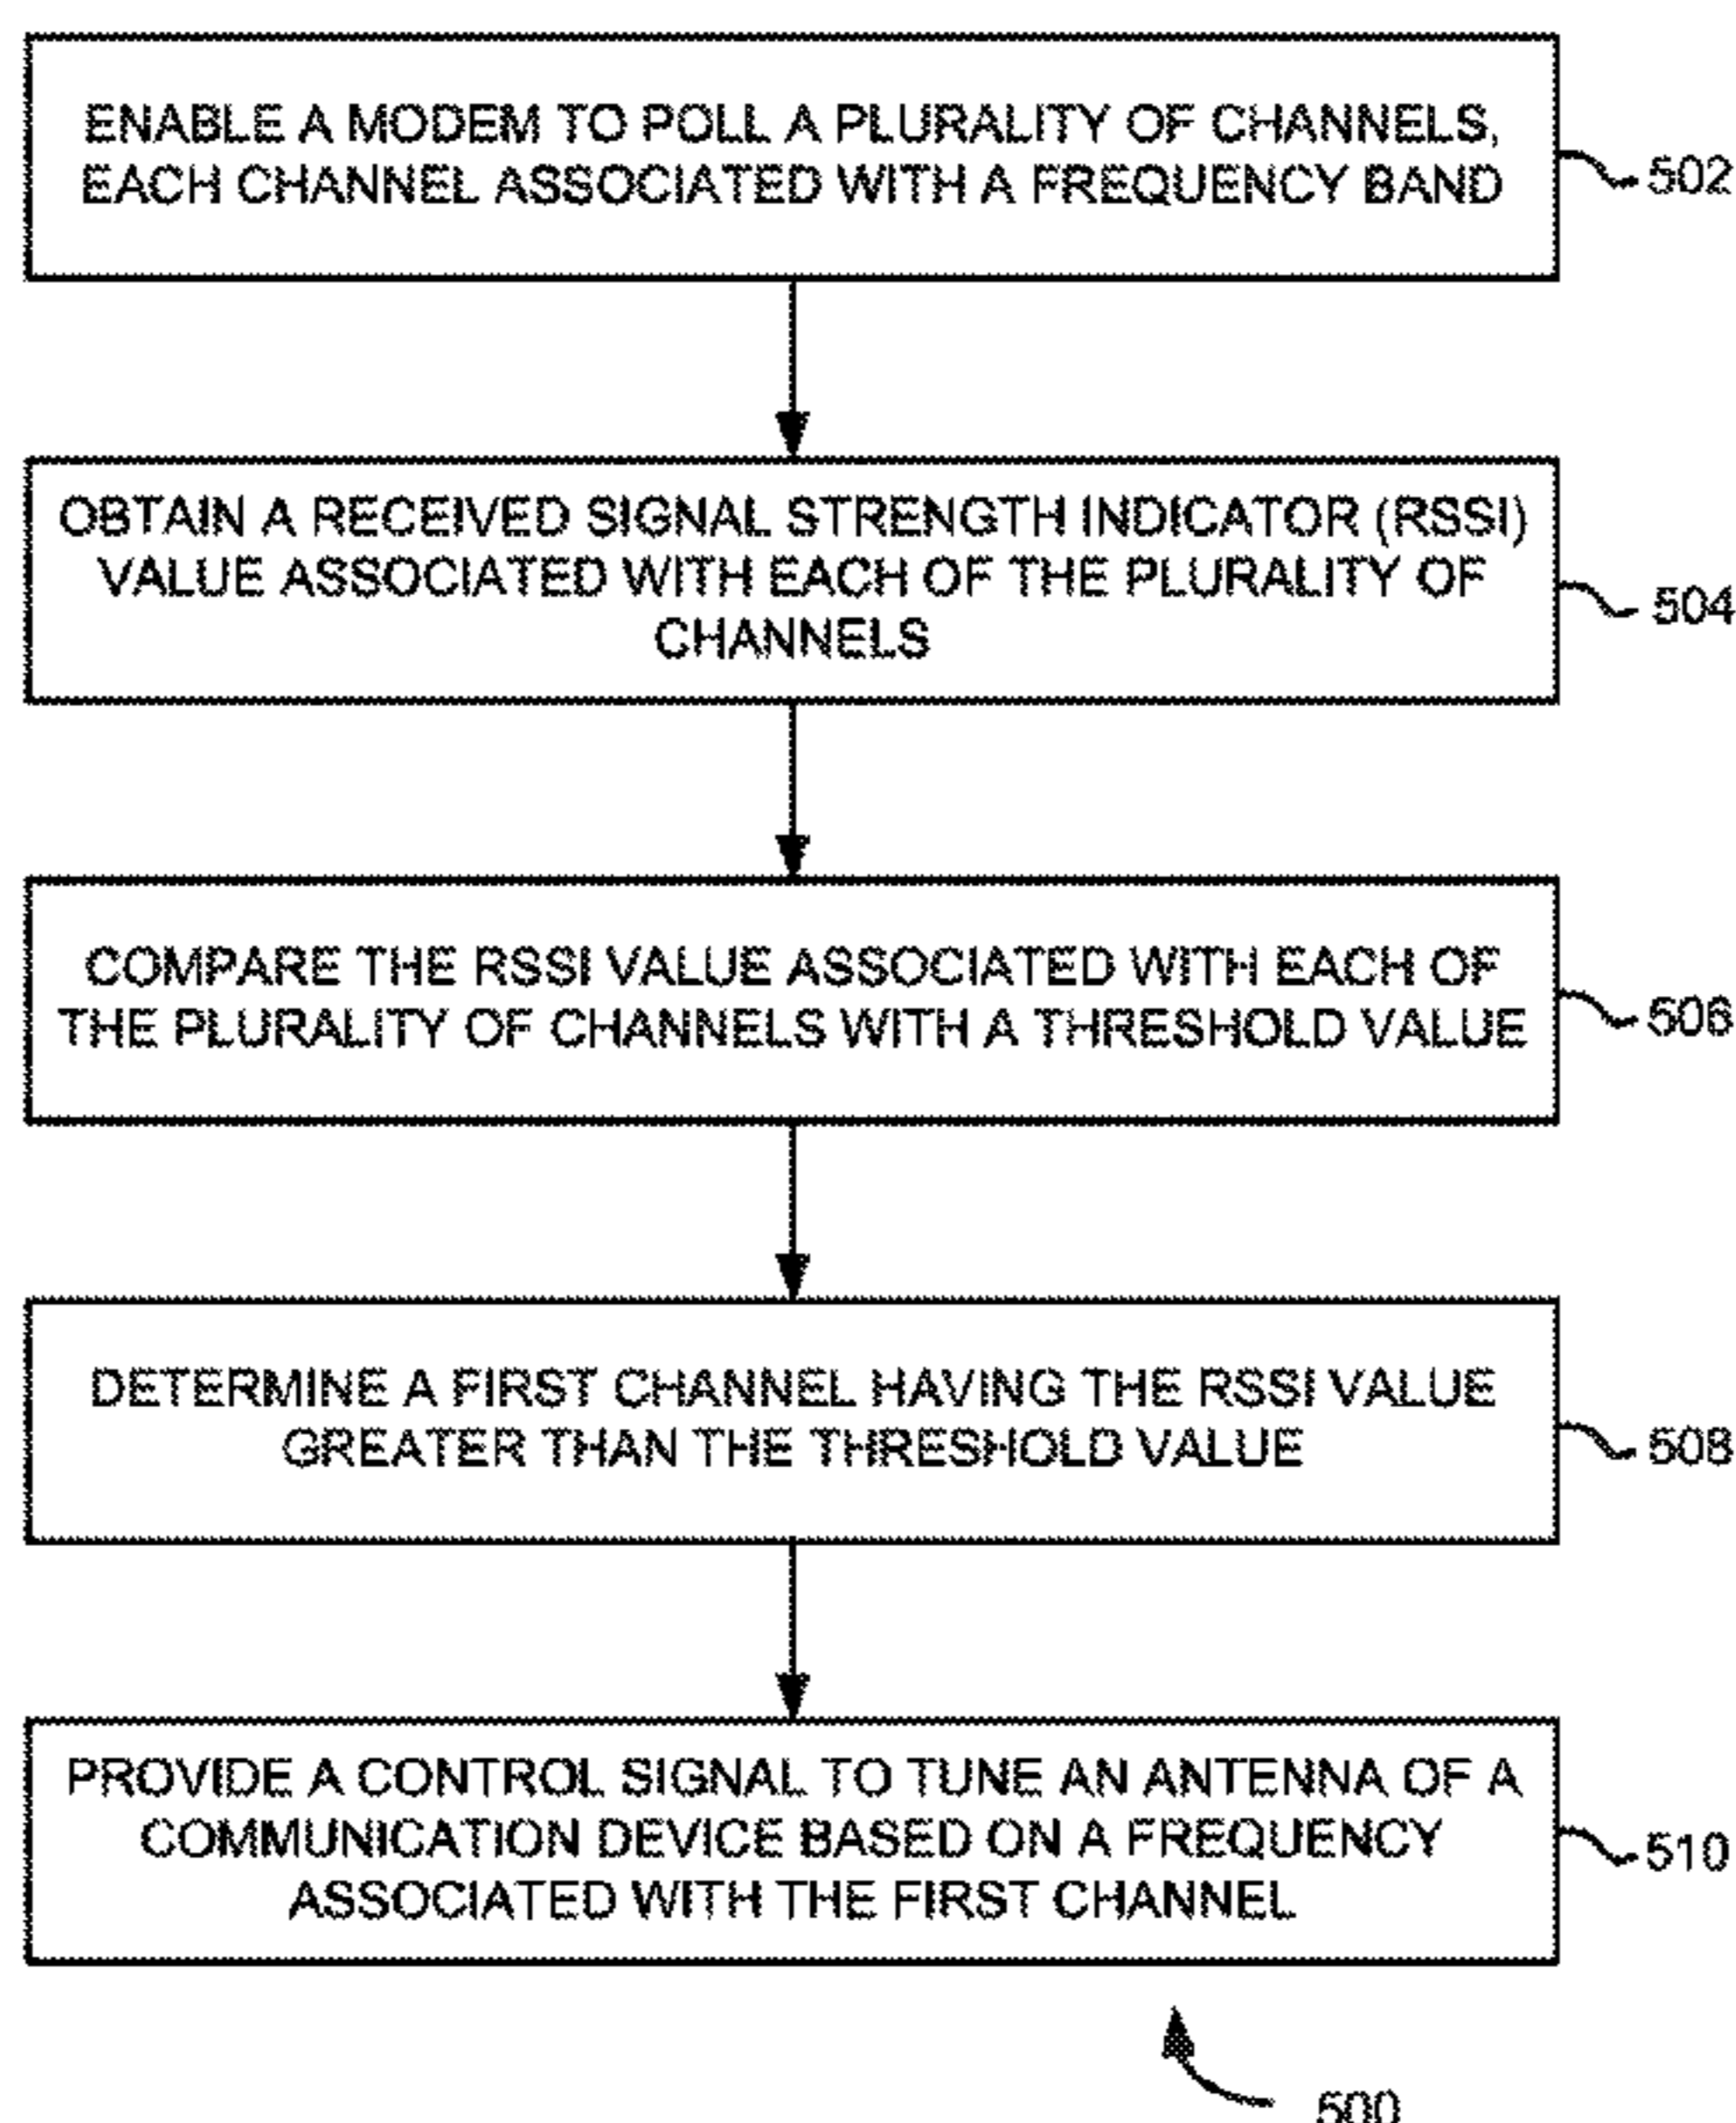 ENABLE A MODEM TO POLL A PLURALITY OF CHANNELS,
EACH CHANNEL ASSOCIATED WITH A FREQUENCY BAND
502
OBTAIN A RECEIVED SIGNAL STRENGTH INDICATOR (RSSI)
VALUE ASSOCIATED WITH EACH OF THE PLURALITY OF
CHANNELS
504
COMPARE THE RSSI VALUE ASSOCIATED WITH EACH OF
THE PLURALITY OF CHANNELS WITH A THRESHOLD VALUE
506
DETERMINE A FIRST CHANNEL HAVING THE RSSI VALUE
GREATER THAN THE THRESHOLD VALUE
508
PROVIDE A CONTROL SIGNAL TO TUNE AN ANTENNA OF A
COMMUNICATION DEVICE BASED ON A FREQUENCY
ASSOCIATED WITH THE FIRST CHANNEL
510
500